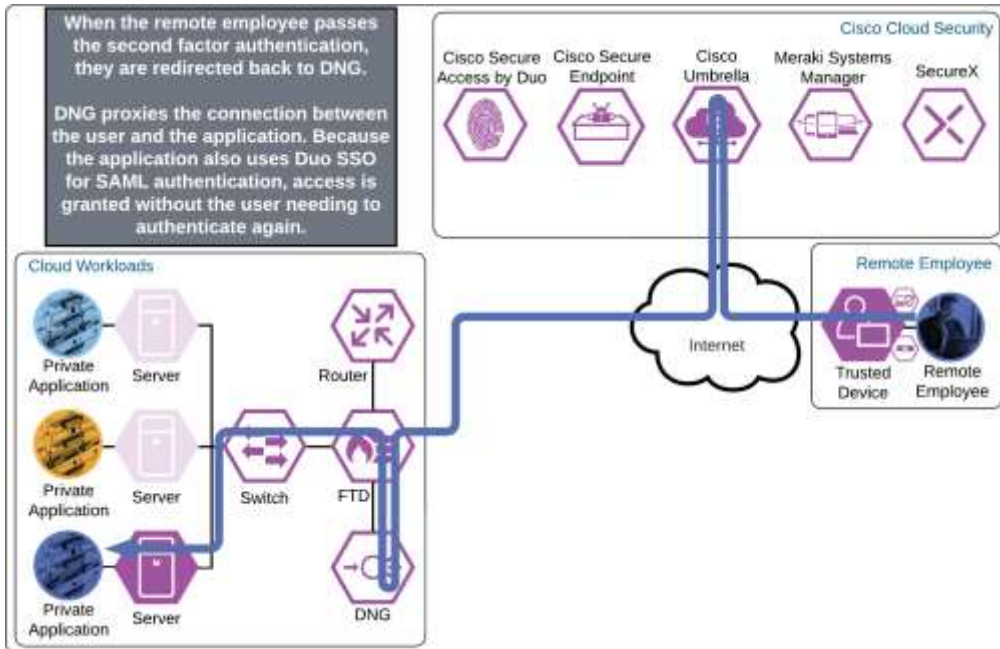 When the remote employee passes
the second factor authentication,
they are redirected back to DNG.
DNG proxies the connection between
the user and the application. Because
the application also uses Duo SSO
for SAML authentication, access is
granted without the user needing to
authenticate again.
Cisco Cloud Security
Cisco Secure
Access by Duo
Cisco Secure
Endpoint
Cisco
Umbrella
Meraki Systems
Manager
SecureX
Cloud Workloads
Remote Employee
Private
Application
Server
Router
Internet
Trusted
Device
Remote
Employee
Private
Application
Server
Switch
FTD
Private
Application
Server
DNG